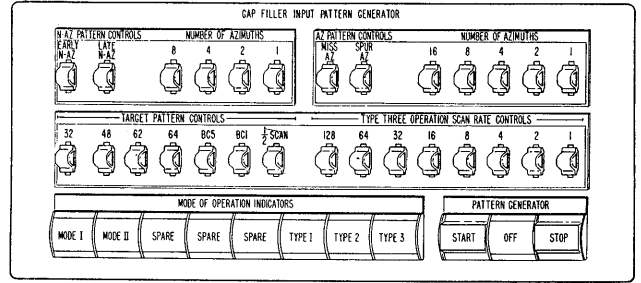 GAP FILLER INPUT PATTERN GENERATOR
N-AZ PATTERN CONTROLS NUMBER OF AZIMUTHS
EARLY N-AZ LATE N-AZ 8 4 2 1
AZ PATTERN CONTROLS NUMBER OF AZIMUTHS
MISS AZ SPUR AZ 16 8 4 2 1
TARGET PATTERN CONTROLS
32 48 62 64 BC5 BC1 ½ SCAN
TYPE THREE OPERATION SCAN RATE CONTROLS
128 64 32 16 8 4 2 1
MODE OF OPERATION INDICATORS
MODE I MODE II SPARE SPARE SPARE TYPE 1 TYPE 2 TYPE 3
PATTERN GENERATOR
START OFF STOP